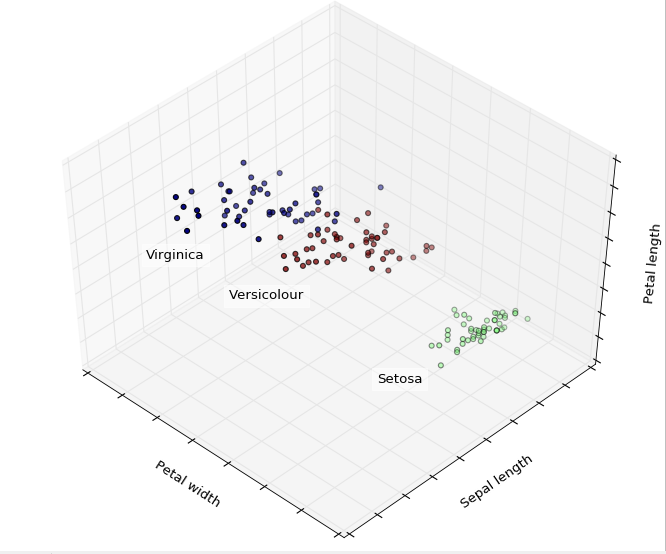 Virginica
Versicolour
Setosa
Petal width
Sepal length
Petal length